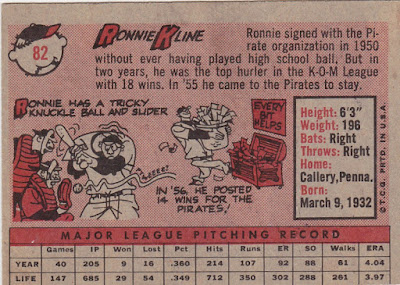 82
RONNIE KLINE
Ronnie signed with the Pi-
rate organization in 1950
without ever having played high school ball. But
in two years, he was the top hurler in the K-O-M League
with 18 wins. In '55 he came to the Pirates to stay.
RONNIE HAS A TRICKY
KNUCKLE BALL AND SLIDER
EVERY
BIT
HELPS
IN '56, HE POSTED
14 WINS FOR THE
PIRATES!
Height: 6'3"
Weight: 196
Bats: Right
Throws: Right
Home:
Callery, Penna.
Born:
March 9, 1932
© T.C.G. PRTD. IN U.S.A.
MAJOR LEAGUE PITCHING RECORD
Games IP Won Lost Pct. Hits Runs ER SO Walks ERA
YEAR 40 205 9 16 .360 214 107 92 88 61 4.04
LIFE 147 685 29 54 .349 712 350 302 288 261 3.97